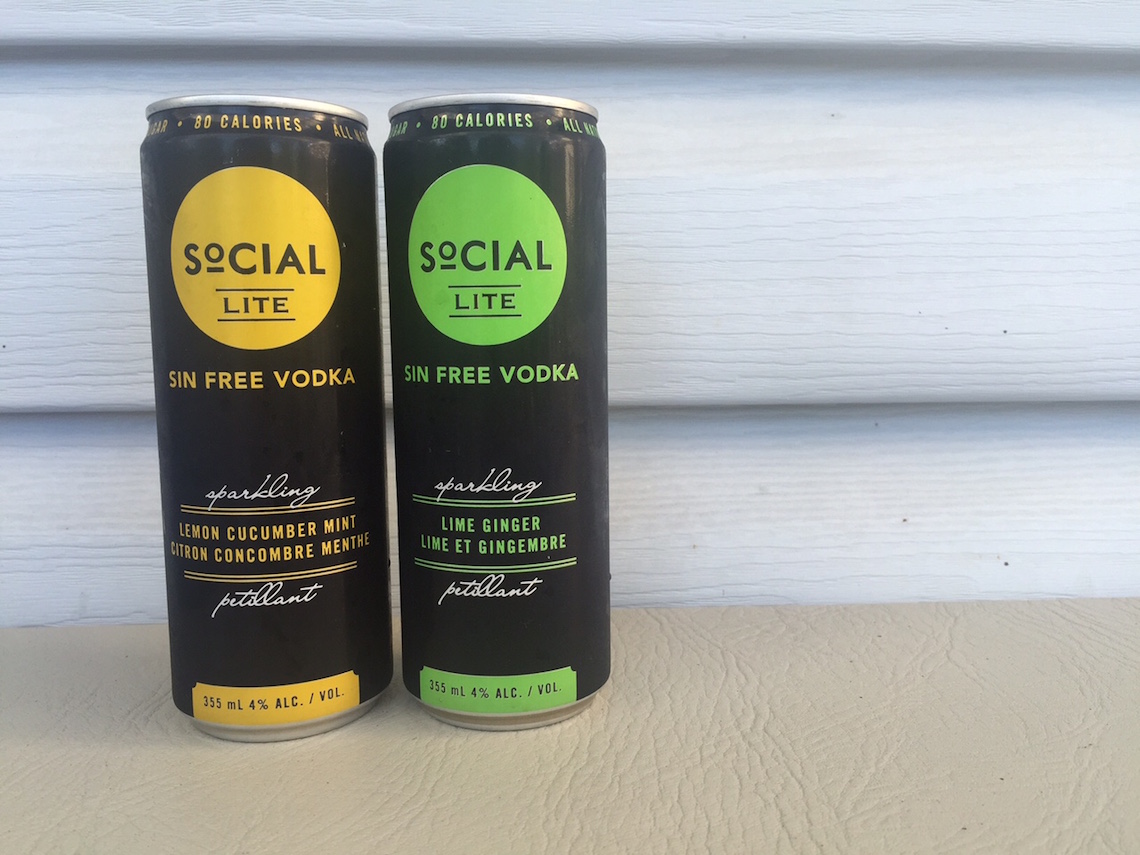 • 80 CALORIES • ALL
SOCIAL
LITE
SIN FREE VODKA
sparkling
LEMON CUCUMBER MINT
CITRON CONCOMBRE MENTHE
petillant
355 mL 4% ALC. / VOL.
• 80 CALORIES • ALL
SOCIAL
LITE
SIN FREE VODKA
sparkling
LIME GINGER
LIME ET GINGEMBRE
petillant
355 mL 4% ALC. / VOL.